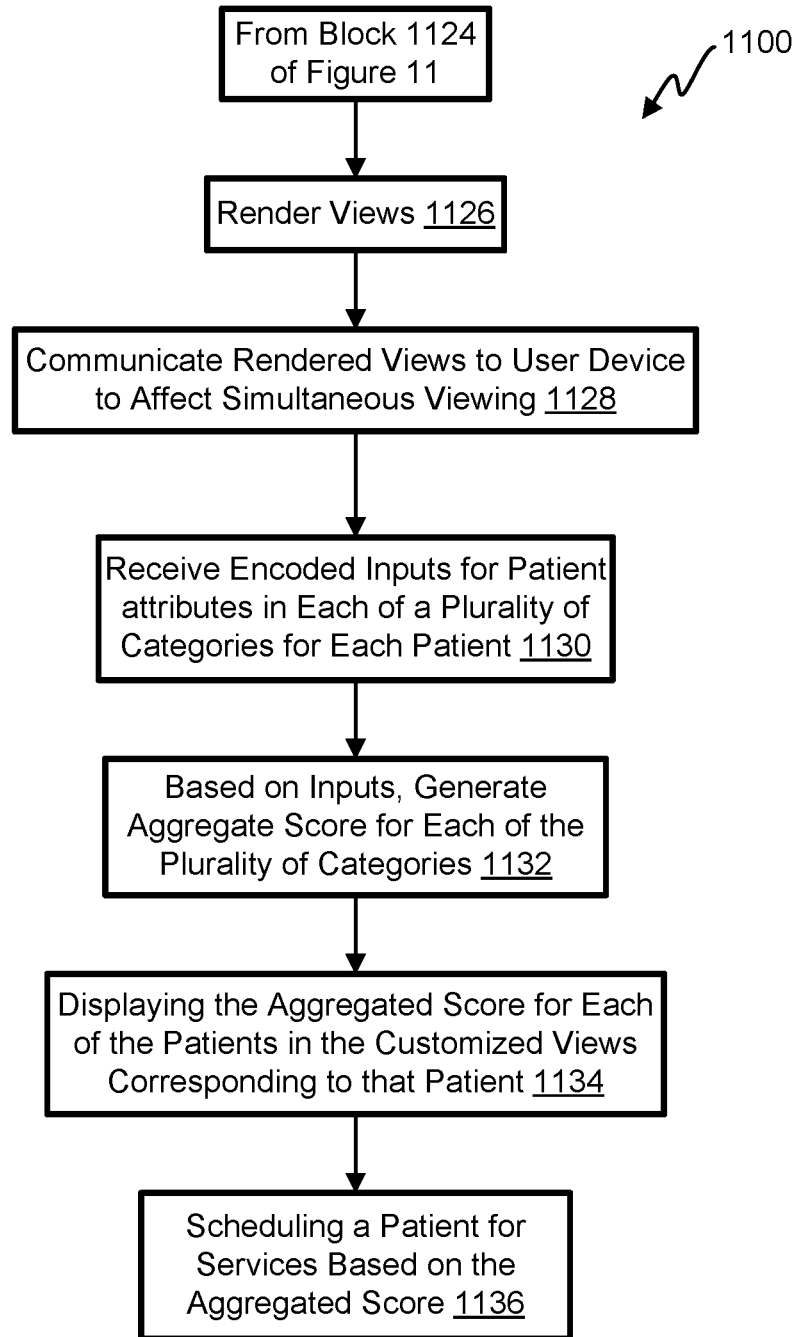 From Block 1124
of Figure 11
1100
Render Views 1126
Communicate Rendered Views to User Device
to Affect Simultaneous Viewing 1128
Receive Encoded Inputs for Patient
attributes in Each of a Plurality of
Categories for Each Patient 1130
Based on Inputs, Generate
Aggregate Score for Each of the
Plurality of Categories 1132
Displaying the Aggregated Score for Each
of the Patients in the Customized Views
Corresponding to that Patient 1134
Scheduling a Patient for
Services Based on the
Aggregated Score 1136